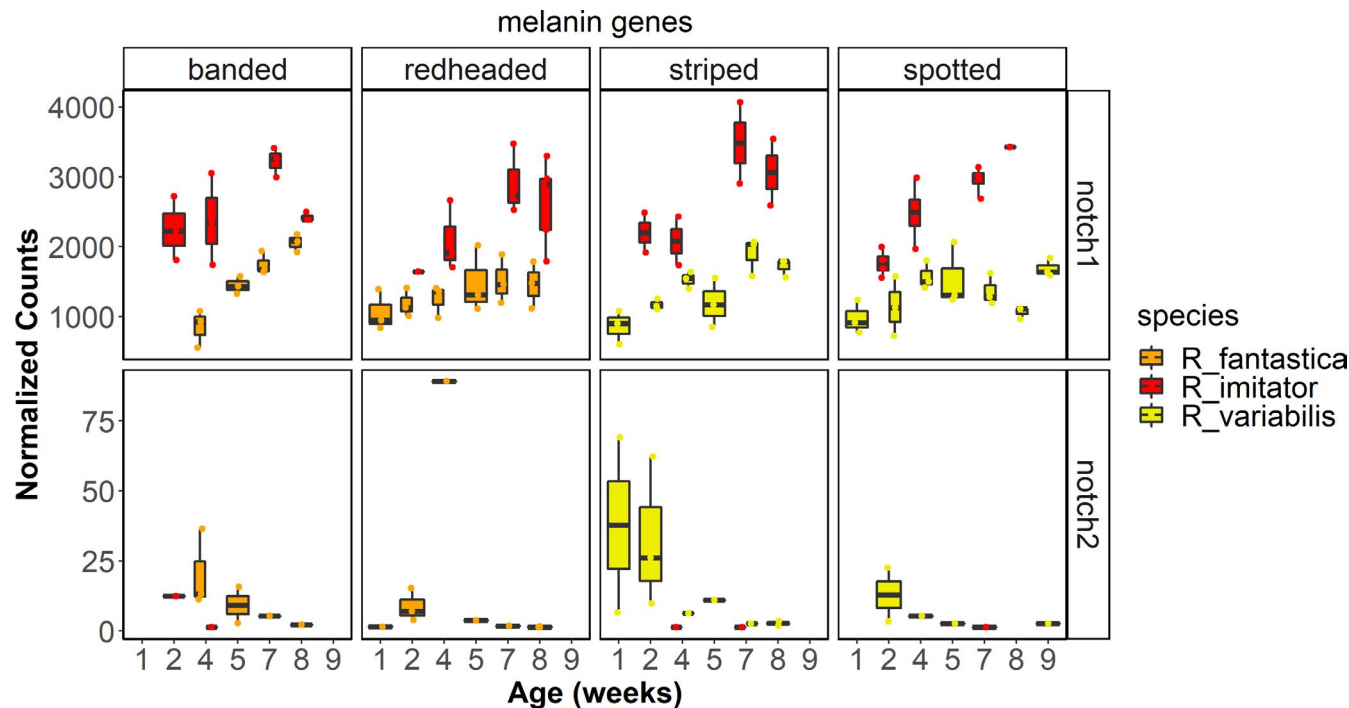 melanin genes
banded redheaded striped spotted
4000
3000
2000
1000
notch1
75
50
25
0
notch2
Normalized Counts
1 2 4 5 7 8 9 1 2 4 5 7 8 9 1 2 4 5 7 8 9 1 2 4 5 7 8 9
Age (weeks)
species
R_fantastica
R_imitator
R_variabilis